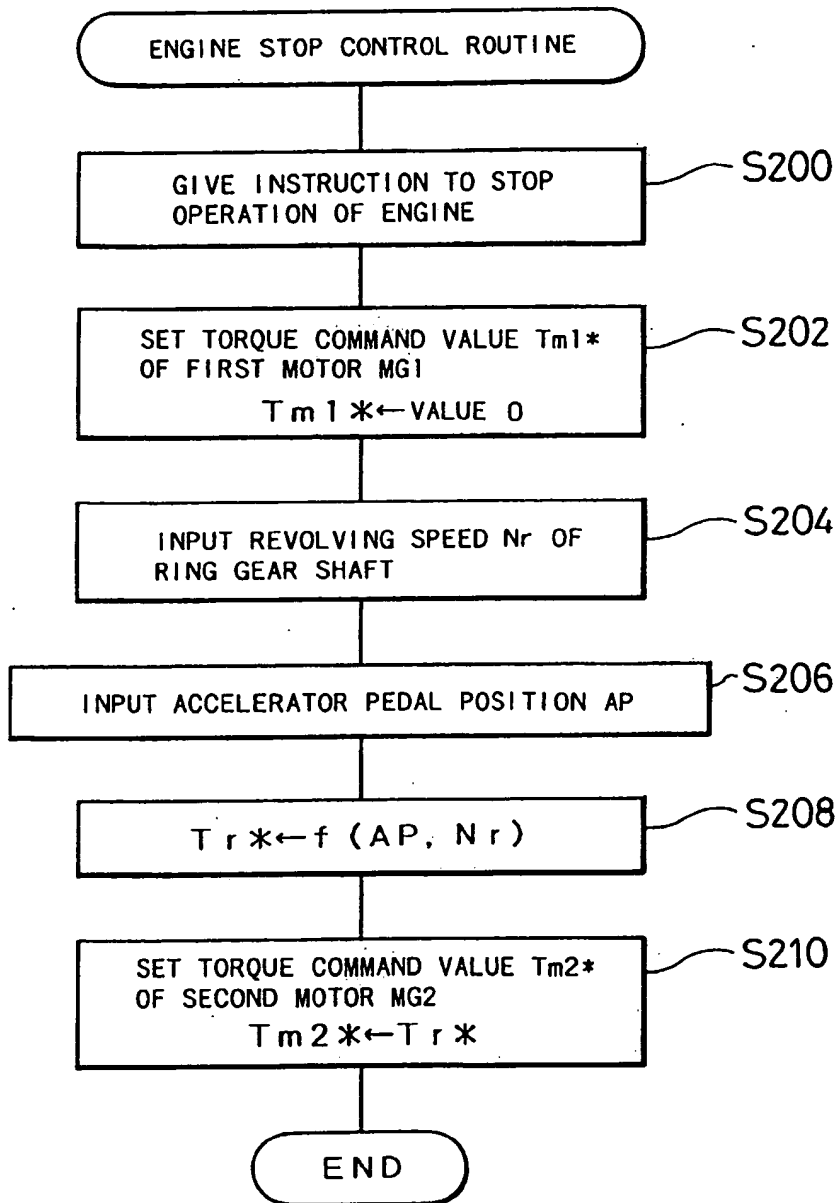 ENGINE STOP CONTROL ROUTINE
S200
GIVE INSTRUCTION TO STOP
OPERATION OF ENGINE
S202
SET TORQUE COMMAND VALUE Tm1*
OF FIRST MOTOR MG1
Tm1*←VALUE 0
S204
INPUT REVOLVING SPEED Nr OF
RING GEAR SHAFT
S206
INPUT ACCELERATOR PEDAL POSITION AP
S208
Tr*←f (AP, Nr)
S210
SET TORQUE COMMAND VALUE Tm2*
OF SECOND MOTOR MG2
Tm2*←Tr*
END